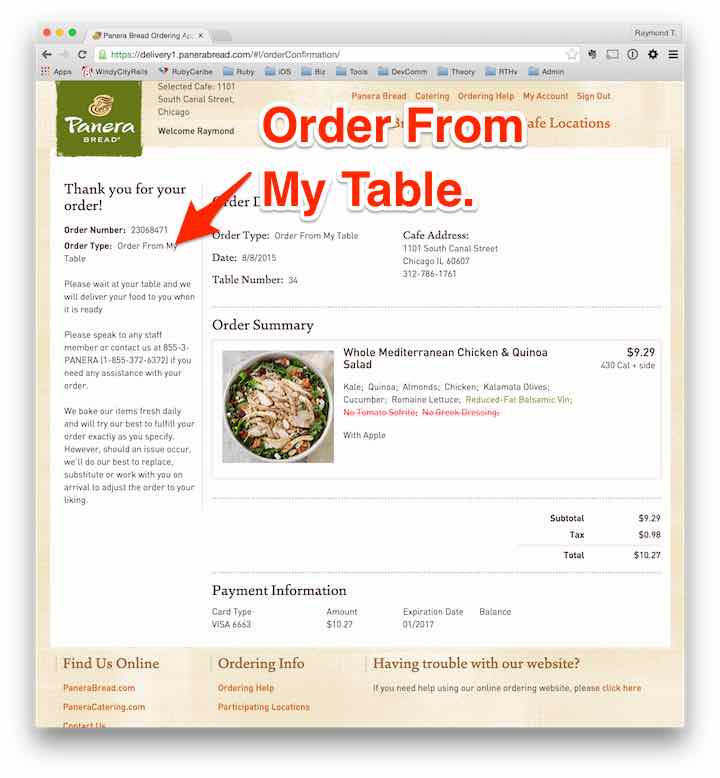 Panera Bread Ordering Ap
Raymond T.
https://delivery1.panerabread.com/#!/orderConfirmation/
Apps WindyCityRails RubyCaribe Ruby iOS Biz Tools DevComm Theory RTHv Admin
Panera
BREAD®
Selected Cafe: 1101
South Canal Street,
Chicago
Welcome Raymond
Panera Bread Catering Ordering Help My Account Sign Out
Cafe Locations
Order From
My Table.
Thank you for your
order!
Order Number: 23068471
Order Type: Order From My
Table
Please wait at your table and we
will deliver your food to you when
it is ready
Please speak to any staff
member or contact us at 855-3-
PANERA (1-855-372-6372) if you
need any assistance with your
order.
We bake our items fresh daily
and will try our best to fulfill your
order exactly as you specify.
However, should an issue occur,
we'll do our best to replace,
substitute or work with you on
arrival to adjust the order to your
liking.
Order D
Order Type: Order From My Table
Date: 8/8/2015
Table Number: 34
Cafe Address:
1101 South Canal Street
Chicago IL 60607
312-786-1761
Order Summary
Whole Mediterranean Chicken & Quinoa
Salad
$9.29
430 Cal + side
Kale; Quinoa; Almonds; Chicken; Kalamata Olives;
Cucumber; Romaine Lettuce; Reduced-Fat Balsamic Vin;
No Tomato Sofrito; No Greek Dressing;
With Apple
Subtotal $9.29
Tax $0.98
Total $10.27
Payment Information
Card Type Amount Expiration Date Balance
VISA 6663 $10.27 01/2017
Find Us Online
PaneraBread.com
PaneraCatering.com
Contact Us
Ordering Info
Ordering Help
Participating Locations
Having trouble with our website?
If you need help using our online ordering website, please click here